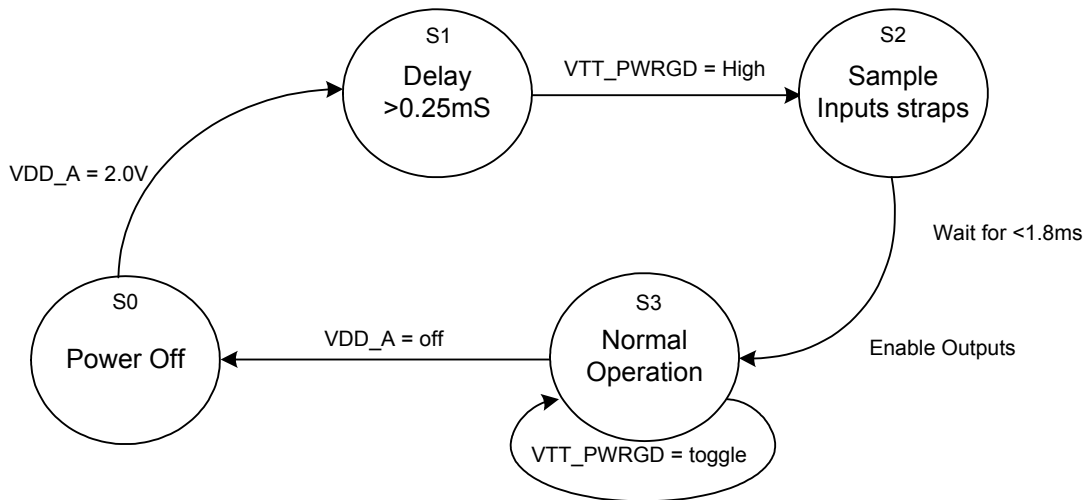 S1
Delay
>0.25mS
VTT_PWRGD = High
S2
Sample
Inputs straps
VDD_A = 2.0V
Wait for <1.8ms
S0
Power Off
VDD_A = off
S3
Normal
Operation
Enable Outputs
VTT_PWRGD = toggle